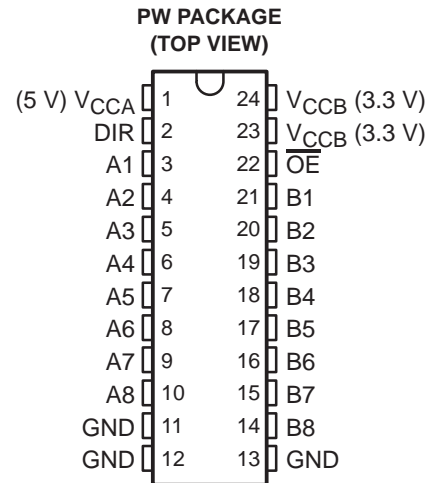 PW PACKAGE
(TOP VIEW)
(5 V) VCCA 1 24 VCCB (3.3 V)
DIR 2 23 VCCB (3.3 V)
A1 3 22 OE
A2 4 21 B1
A3 5 20 B2
A4 6 19 B3
A5 7 18 B4
A6 8 17 B5
A7 9 16 B6
A8 10 15 B7
GND 11 14 B8
GND 12 13 GND